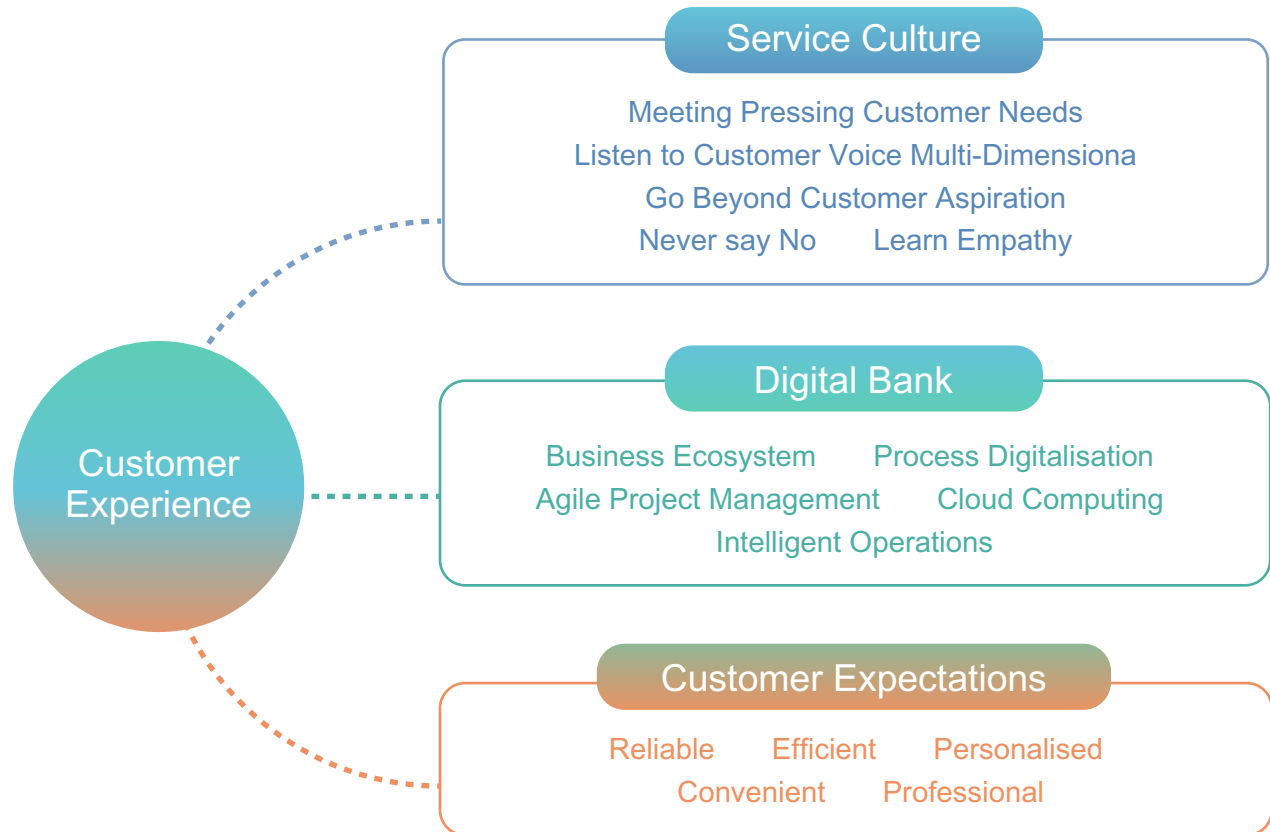 Service Culture
Meeting Pressing Customer Needs
Listen to Customer Voice Multi-Dimensiona
Go Beyond Customer Aspiration
Never say No Learn Empathy
Customer
Experience
Digital Bank
Business Ecosystem Process Digitalisation
Agile Project Management Cloud Computing
Intelligent Operations
Customer Expectations
Reliable Efficient Personalised
Convenient Professional